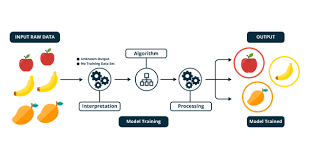 INPUT RAW DATA
Unknown Output
No Training Data Set
Interpretation
Algorithm
Model Training
Processing
OUTPUT
Model Trained